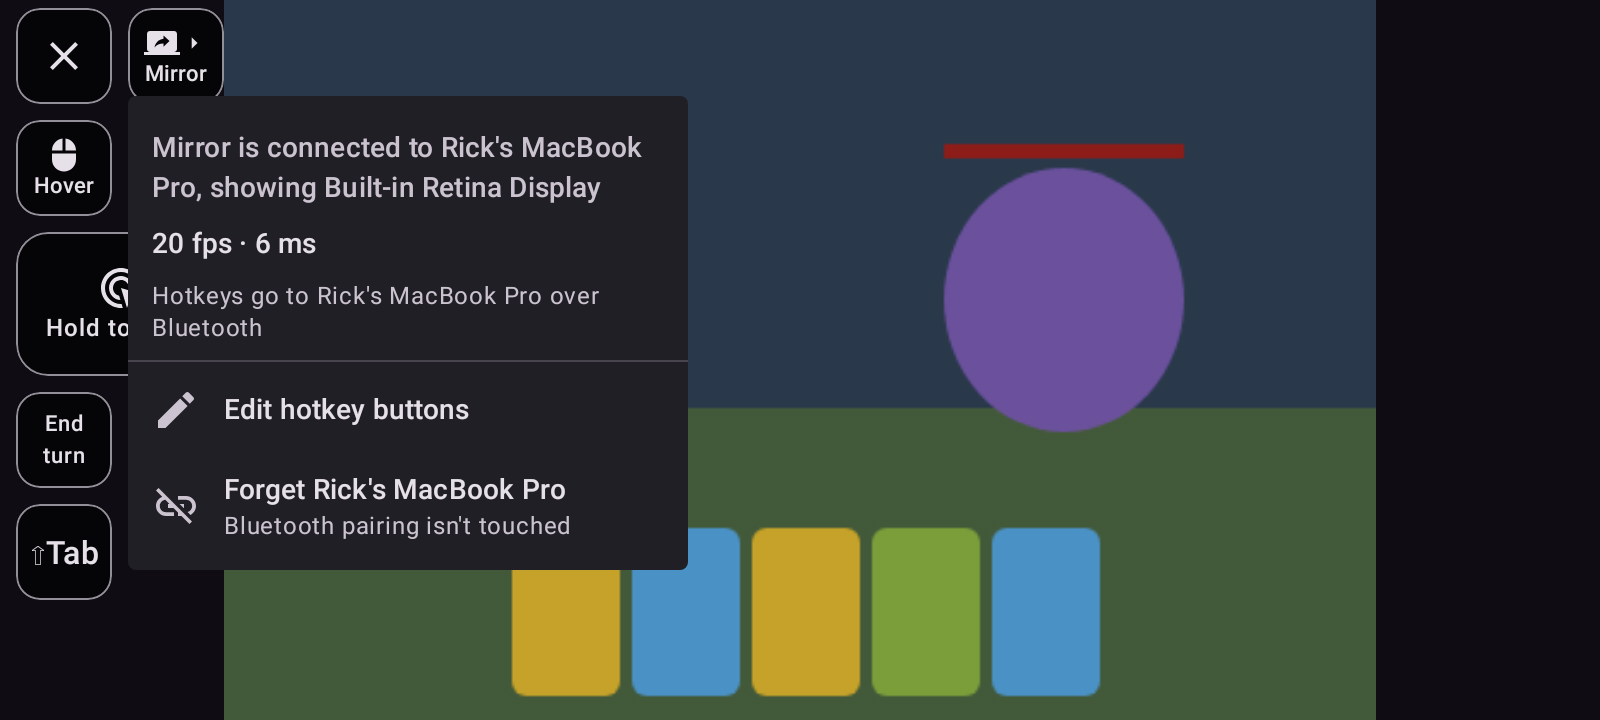 Mirror
Mirror is connected to Rick's MacBook
Pro, showing Built-in Retina Display
20 fps · 6 ms
Hotkeys go to Rick's MacBook Pro over
Bluetooth
Edit hotkey buttons
Forget Rick's MacBook Pro
Bluetooth pairing isn't touched
Hover
Hold to
End
turn
⇧Tab